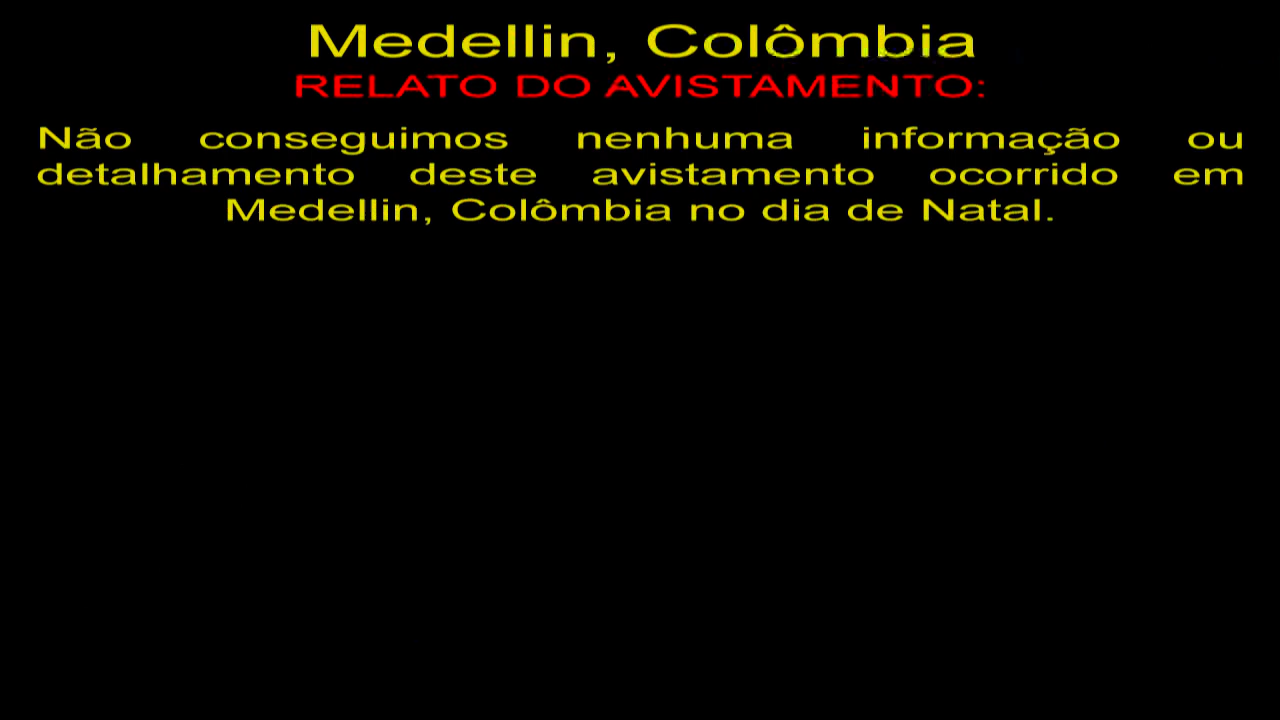 Medellin, Colômbia
RELATO DO AVISTAMENTO:
Não conseguimos nenhuma informação ou
detalhamento deste avistamento ocorrido em
Medellin, Colômbia no dia de Natal.